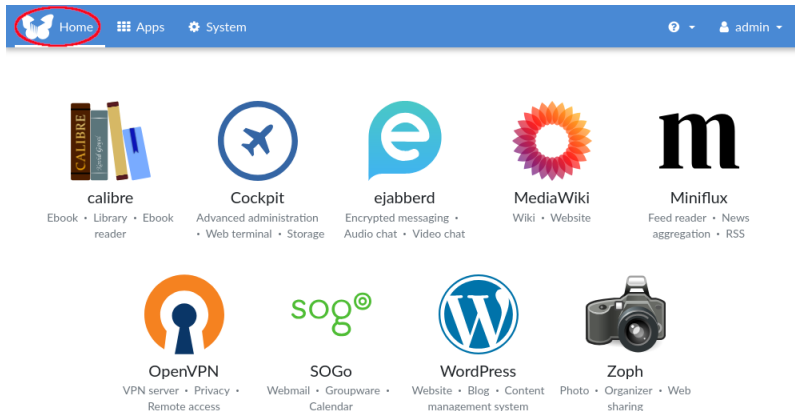 Home Apps System admin
CALIBRE
calibre Cockpit ejabberd MediaWiki Miniflux
Ebook • Library • Ebook Advanced administration Encrypted messaging • Wiki • Website Feed reader • News
reader • Web terminal • Storage Audio chat • Video chat aggregation • RSS
e m
sogo
W
OpenVPN SOGo WordPress Zoph
VPN server • Privacy • Webmail • Groupware • Website • Blog • Content Photo • Organizer • Web
Remote access Calendar management system sharing